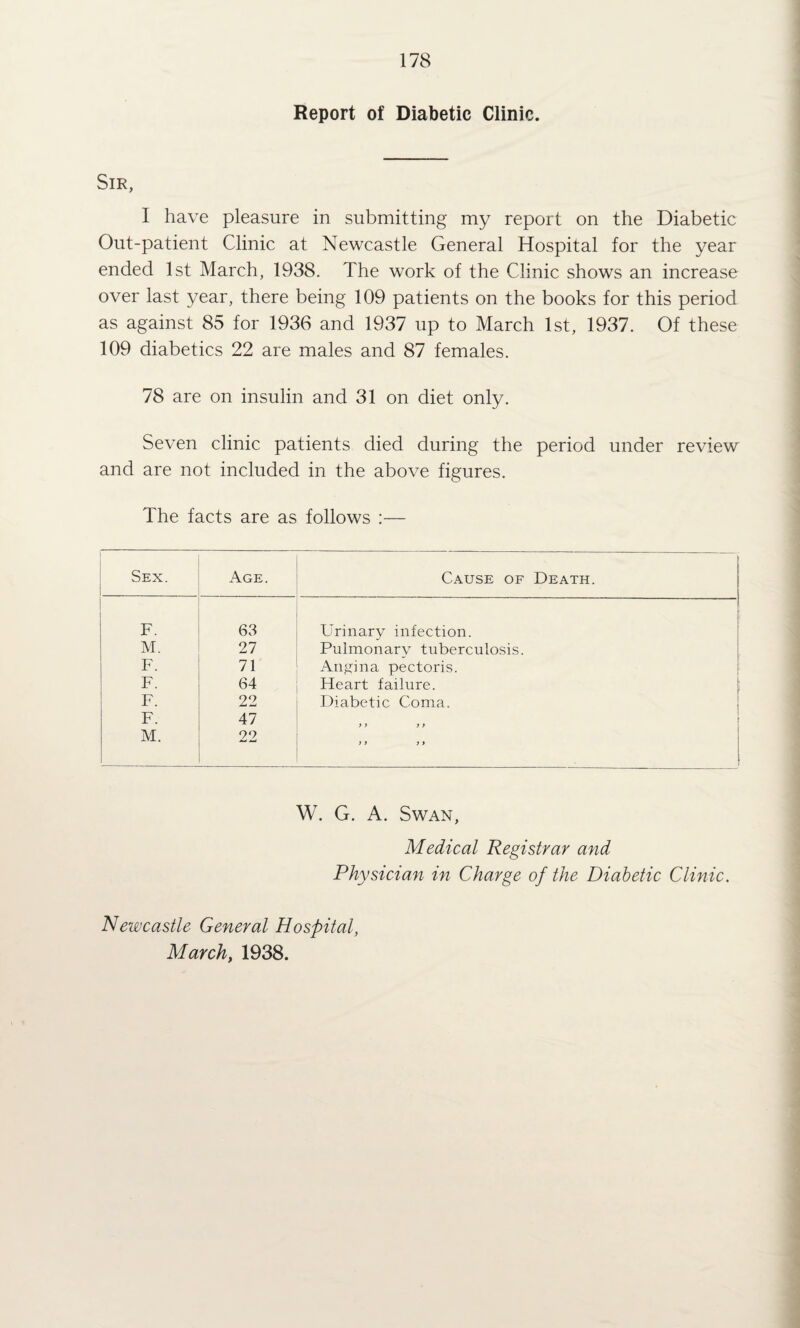 178
Report of Diabetic Clinic.
Sir,
I have pleasure in submitting my report on the Diabetic
Out-patient Clinic at Newcastle General Hospital for the year
ended 1st March, 1938. The work of the Clinic shows an increase
over last year, there being 109 patients on the books for this period
as against 85 for 1936 and 1937 up to March 1st, 1937. Of these
109 diabetics 22 are males and 87 females.
78 are on insulin and 31 on diet only.
Seven clinic patients died during the period under review
and are not included in the above figures.
The facts are as follows :—
Sex. Age. Cause of Death.
F. 63 Urinary infection.
M. 27 Pulmonary tuberculosis.
F. 71 Angina pectoris.
F. 64 Heart failure.
F. 22 Diabetic Coma.
F. 47 ,, ,,
M. 22 ,, ,,
W. G. A. Swan,
Medical Registrar and
Physician in Charge of the Diabetic Clinic.
Newcastle General Hospital,
March, 1938.